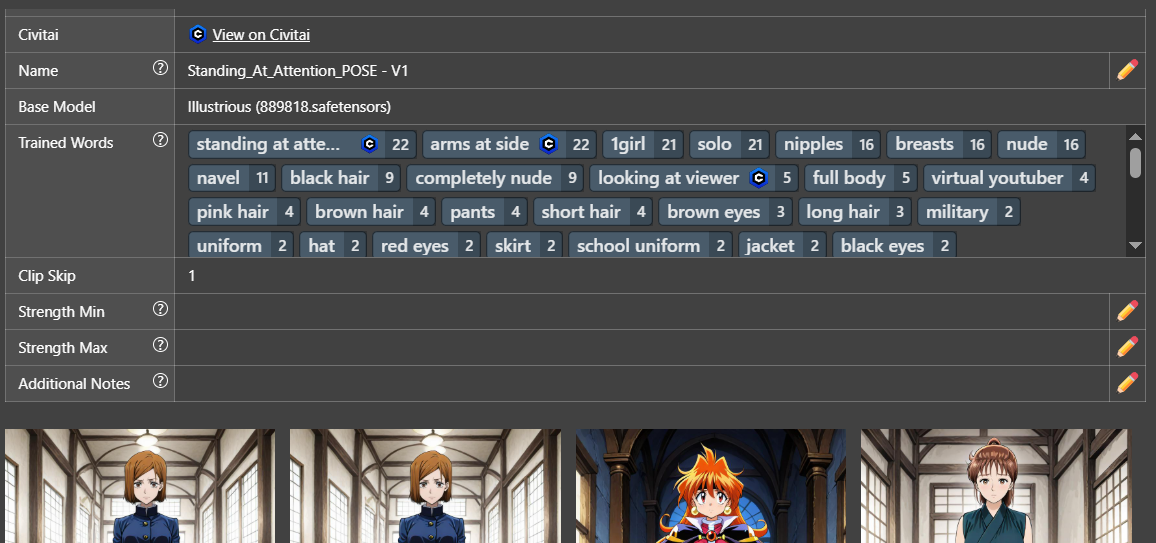 Civitai View on Civitai
Name Standing_At_Attention_POSE - V1
Base Model Illustrious (889818.safetensors)
Trained Words standing at atte... 22 arms at side 22 1girl 21 solo 21 nipples 16 breasts 16 nude 16
navel 11 black hair 9 completely nude 9 looking at viewer 5 full body 5 virtual youtuber 4
pink hair 4 brown hair 4 pants 4 short hair 4 brown eyes 3 long hair 3 military 2
uniform 2 hat 2 red eyes 2 skirt 2 school uniform 2 jacket 2 black eyes 2
Clip Skip 1
Strength Min
Strength Max
Additional Notes